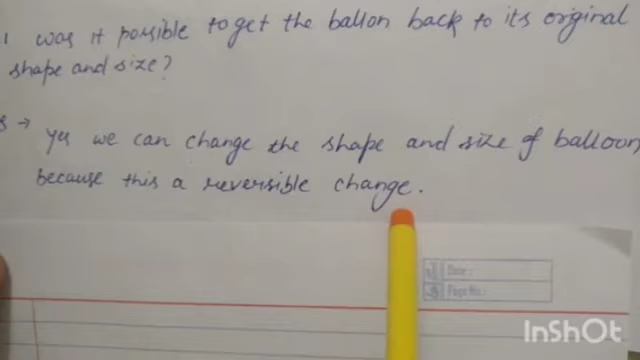 was it possible to get the ballon back to its original
shape and size?
yes we can change the shape and size of balloon
because this a reversible change.
Date :
Page No.:
InShOt